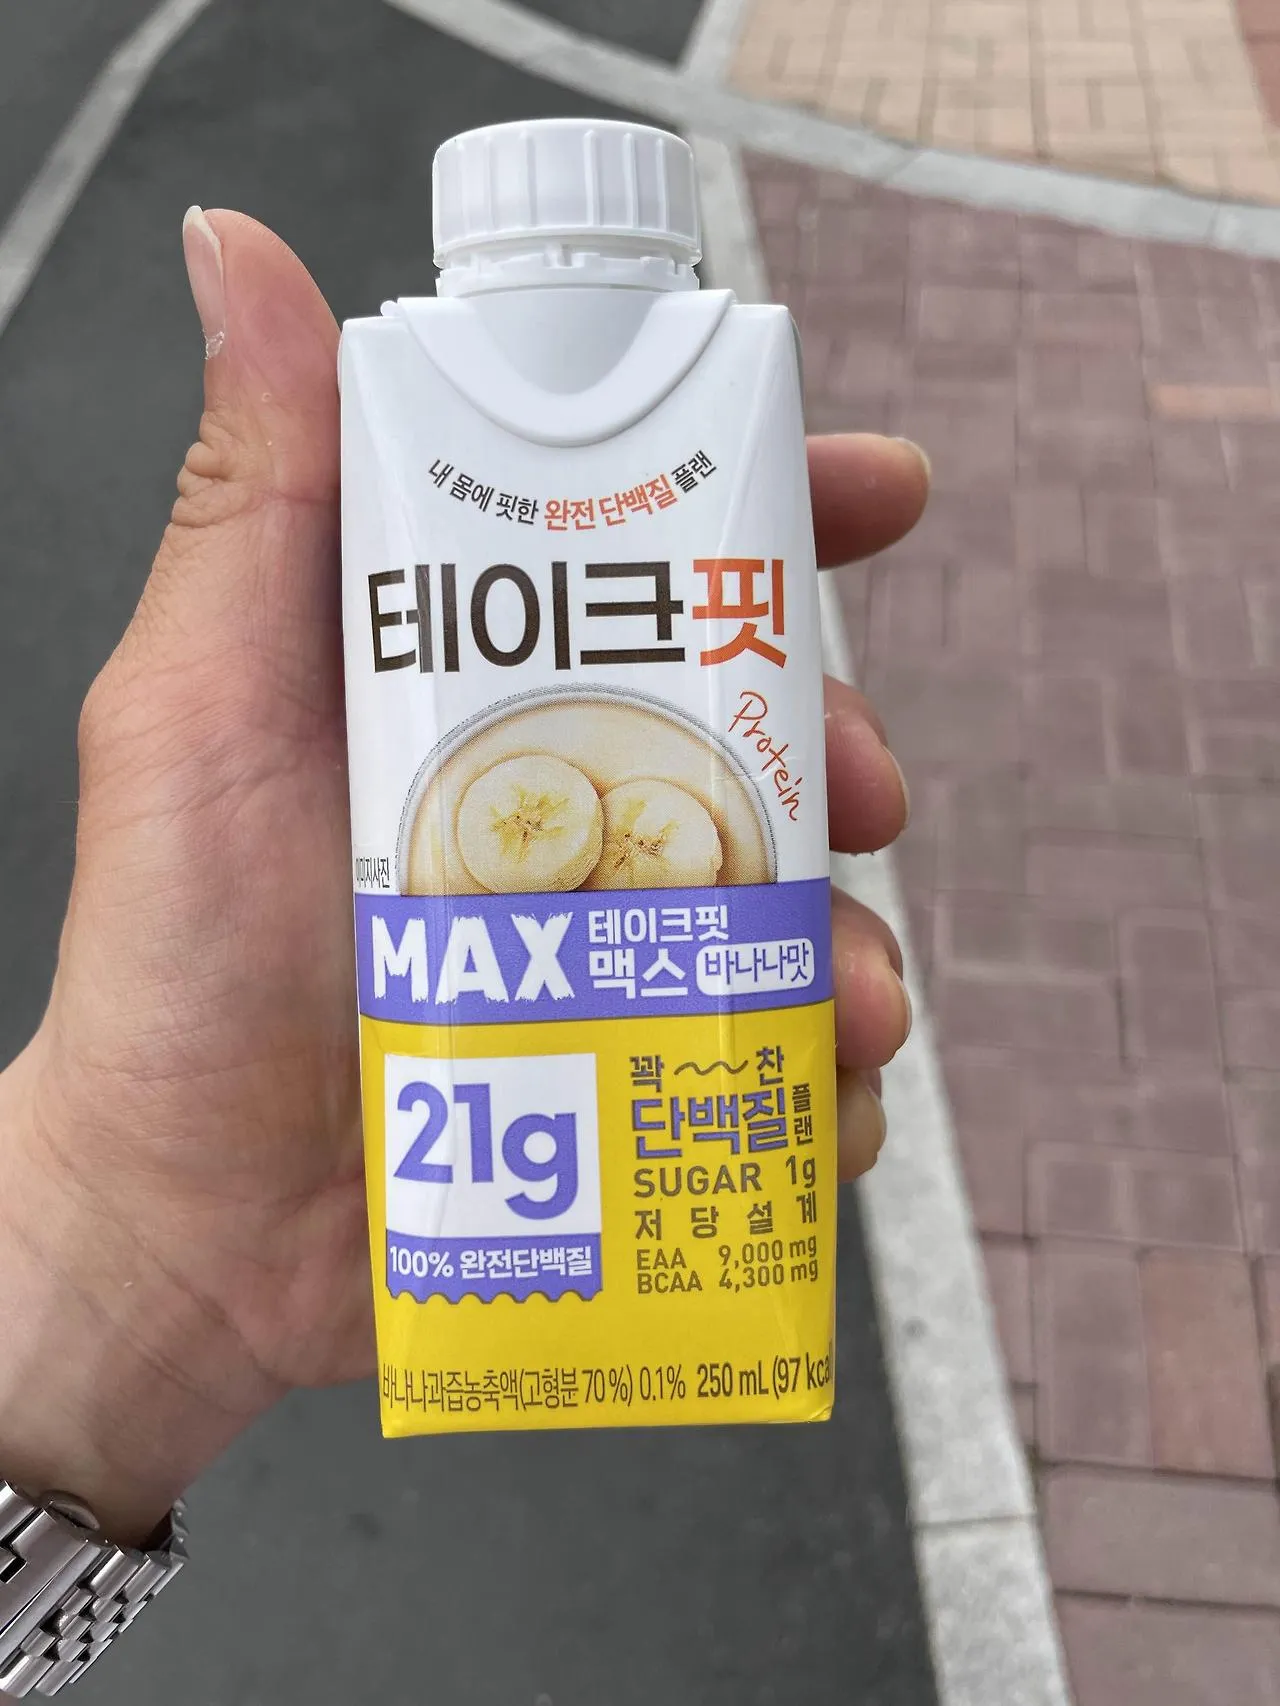 내 몸에 핏한 완전 단백질 플랜
테이크핏
Protein
이미지사진
MAX 테이크핏
맥스 바나나맛
21g
100% 완전단백질
꽉 찬
단백질 플랜
SUGAR 1g
저당설계
EAA 9,000 mg
BCAA 4,300 mg
바나나과즙농축액(고형분 70%) 0.1% 250 mL (97 kcal